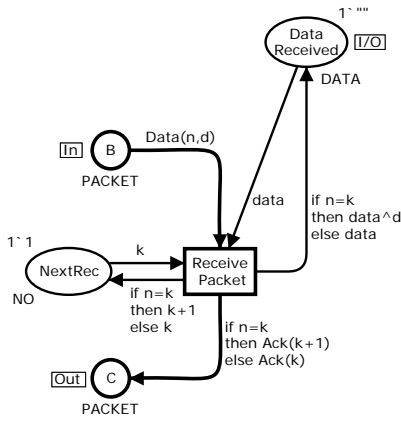 1`""
Data
Received
I/O
DATA
Data(n,d)
In
B
PACKET
data
if n=k
then data^d
else data
1`1
NextRec
NO
k
Receive
Packet
if n=k
then k+1
else k
if n=k
then Ack(k+1)
else Ack(k)
Out
C
PACKET